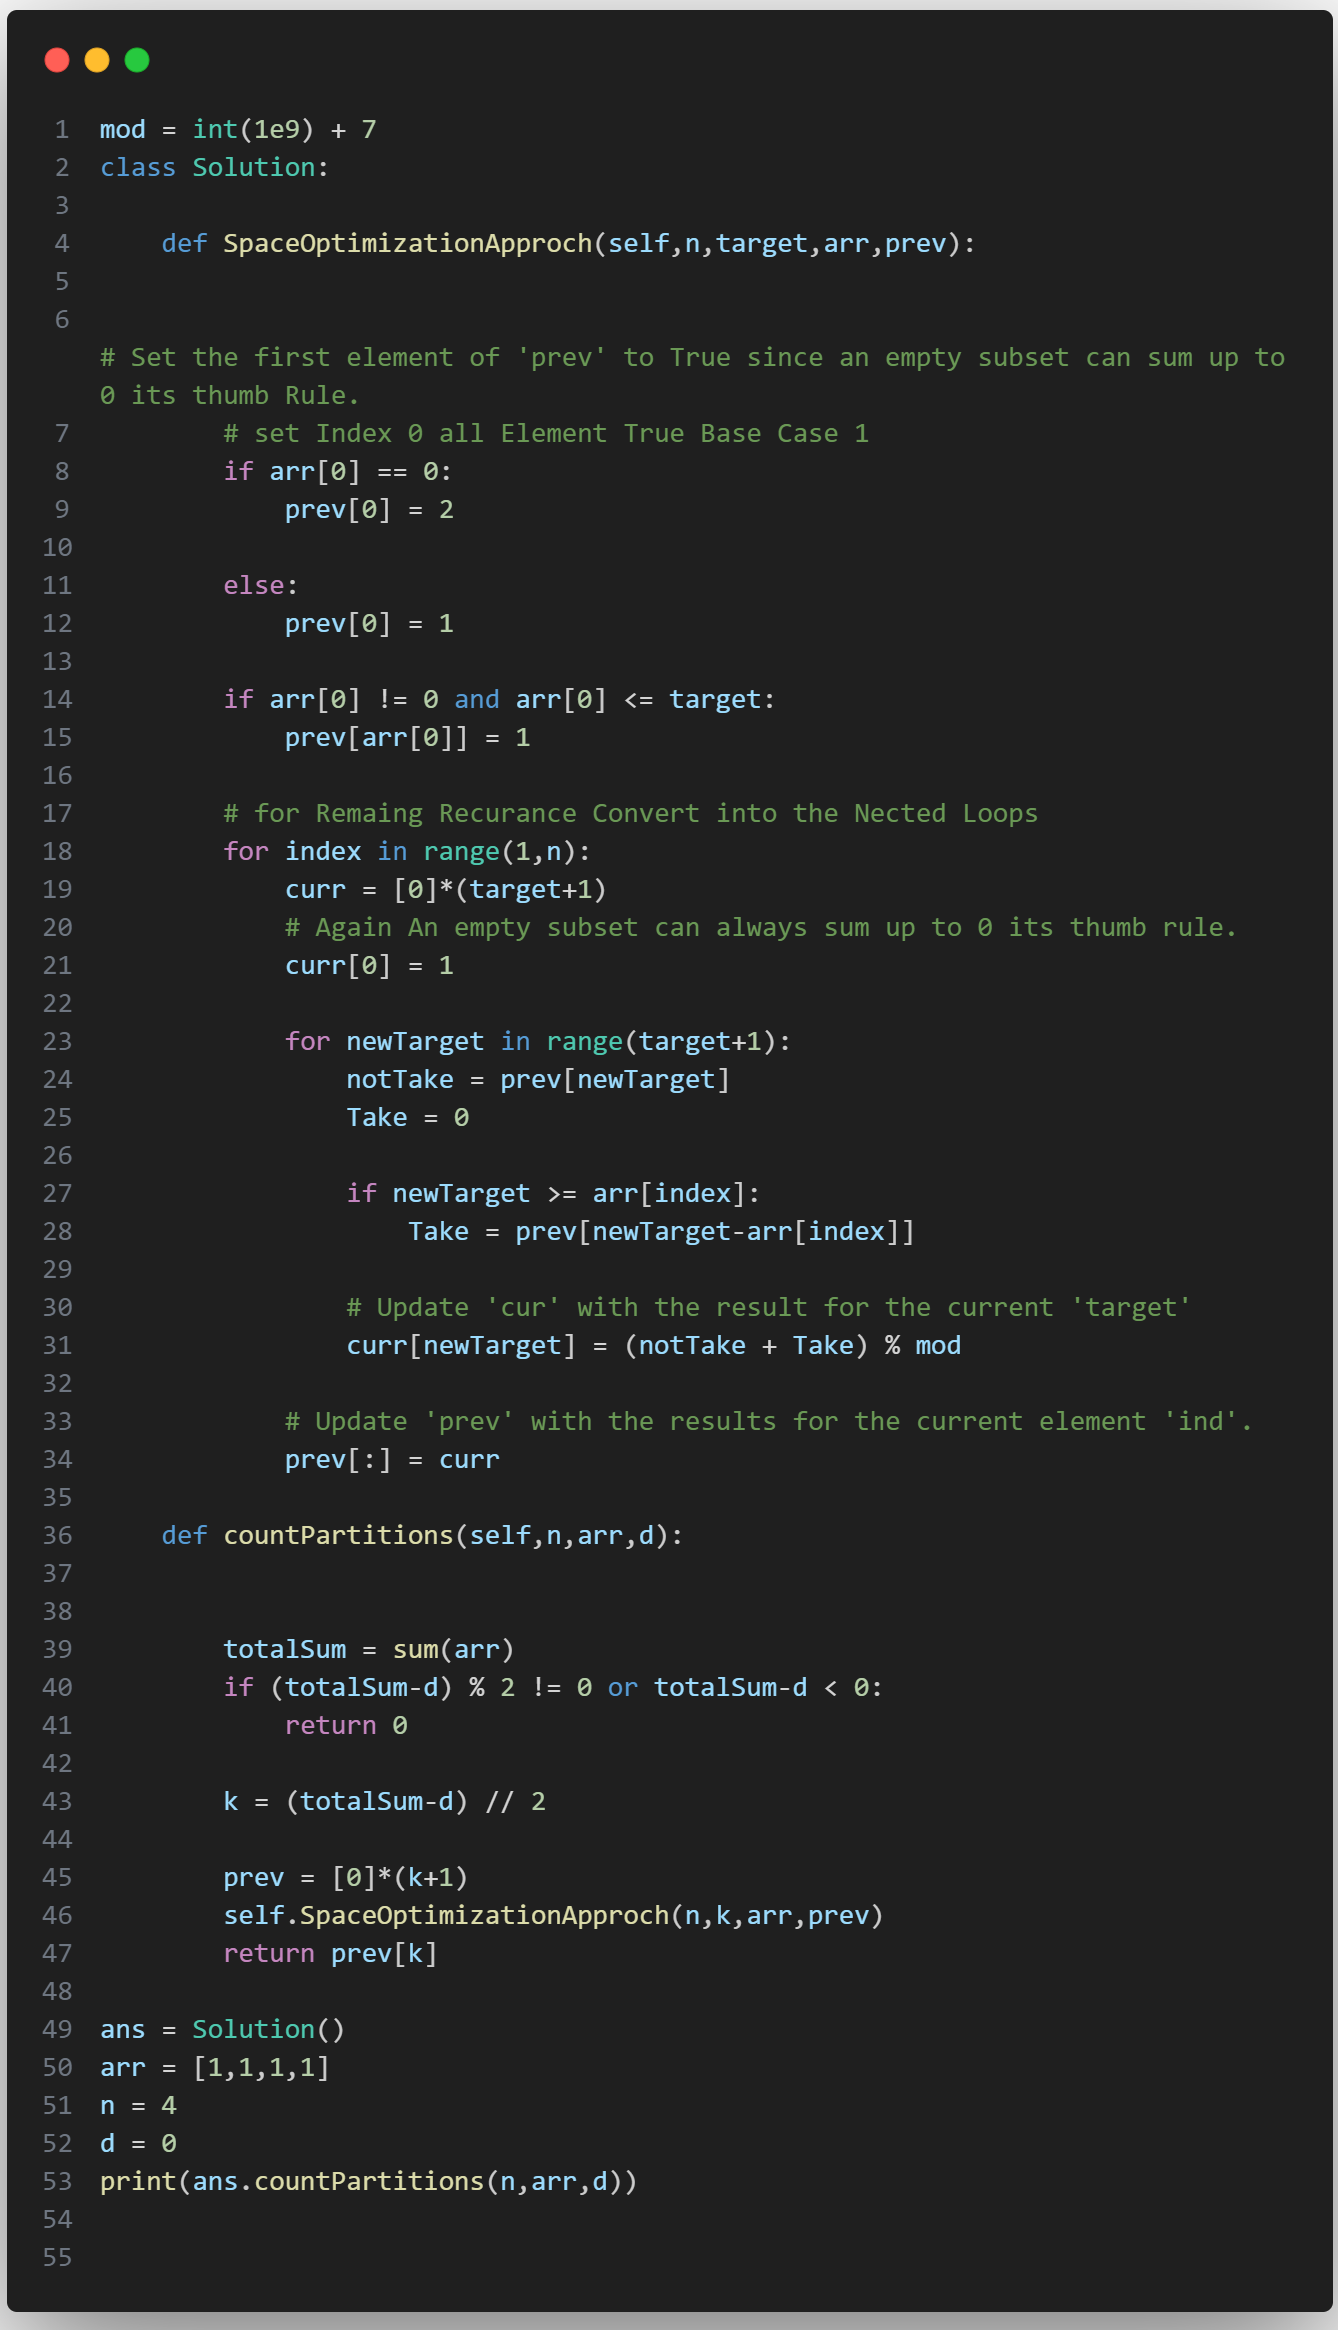 1 mod = int(1e9) + 7
2 class Solution:
3
4     def SpaceOptimizationApproch(self,n,target,arr,prev):
5
6
# Set the first element of 'prev' to True since an empty subset can sum up to
0 its thumb Rule.
7         # set Index 0 all Element True Base Case 1
8         if arr[0] == 0:
9             prev[0] = 2
10
11         else:
12             prev[0] = 1
13
14         if arr[0] != 0 and arr[0] <= target:
15             prev[arr[0]] = 1
16
17         # for Remaing Recurance Convert into the Nected Loops
18         for index in range(1,n):
19             curr = [0]*(target+1)
20             # Again An empty subset can always sum up to 0 its thumb rule.
21             curr[0] = 1
22
23             for newTarget in range(target+1):
24                 notTake = prev[newTarget]
25                 Take = 0
26
27                 if newTarget >= arr[index]:
28                     Take = prev[newTarget-arr[index]]
29
30                 # Update 'cur' with the result for the current 'target'
31                 curr[newTarget] = (notTake + Take) % mod
32
33             # Update 'prev' with the results for the current element 'ind'.
34             prev[:] = curr
35
36     def countPartitions(self,n,arr,d):
37
38
39         totalSum = sum(arr)
40         if (totalSum-d) % 2 != 0 or totalSum-d < 0:
41             return 0
42
43         k = (totalSum-d) // 2
44
45         prev = [0]*(k+1)
46         self.SpaceOptimizationApproch(n,k,arr,prev)
47         return prev[k]
48
49 ans = Solution()
50 arr = [1,1,1,1]
51 n = 4
52 d = 0
53 print(ans.countPartitions(n,arr,d))
54
55